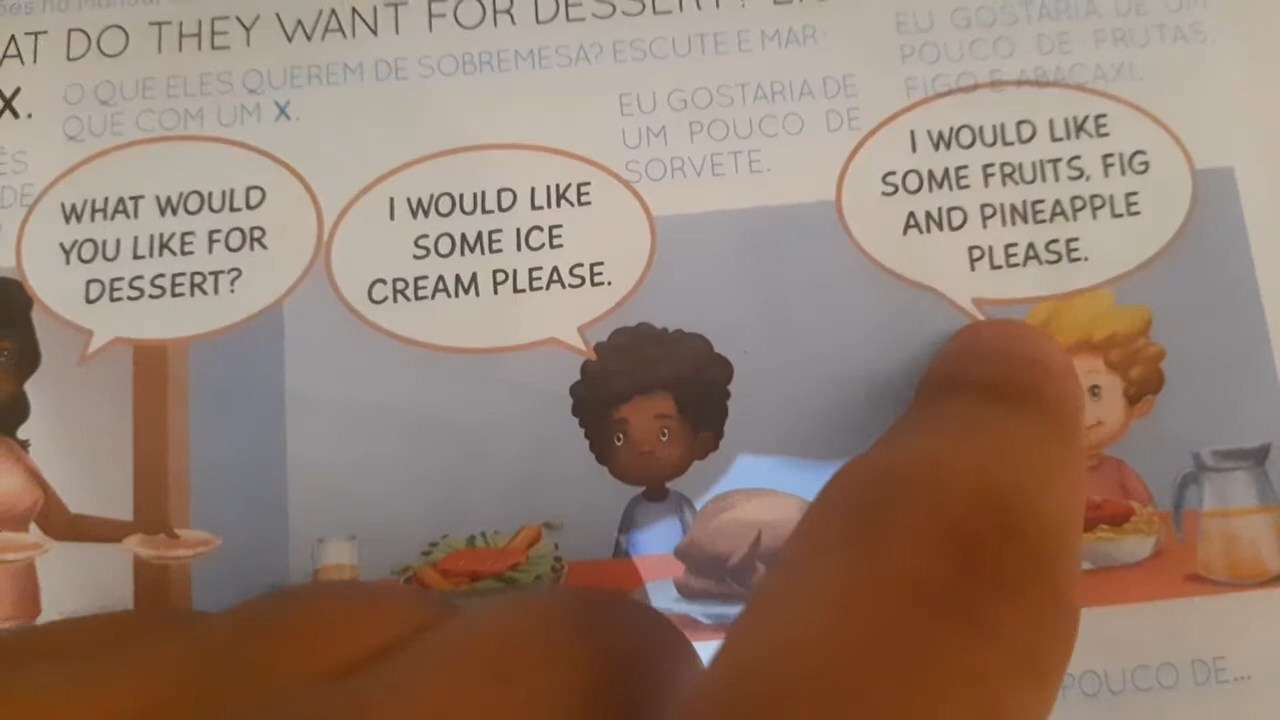 AT DO THEY WANT FOR DESSERT?
X.
O QUE ELES QUEREM DE SOBREMESA? ESCUTE E MAR-
QUE COM UM X.
ÊS
DE
WHAT WOULD
YOU LIKE FOR
DESSERT?
EU GOSTARIA DE
UM POUCO DE
SORVETE.
I WOULD LIKE
SOME ICE
CREAM PLEASE.
EU GOSTARIA DE UM
POUCO DE FRUTAS,
FIGO E ABACAXI.
I WOULD LIKE
SOME FRUITS, FIG
AND PINEAPPLE
PLEASE.
POUCO DE...